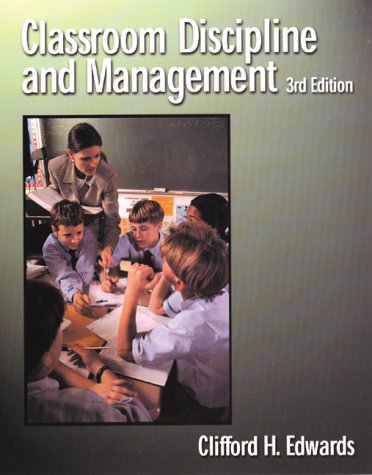 Classroom Discipline
and Management 3rd Edition
Clifford H. Edwards